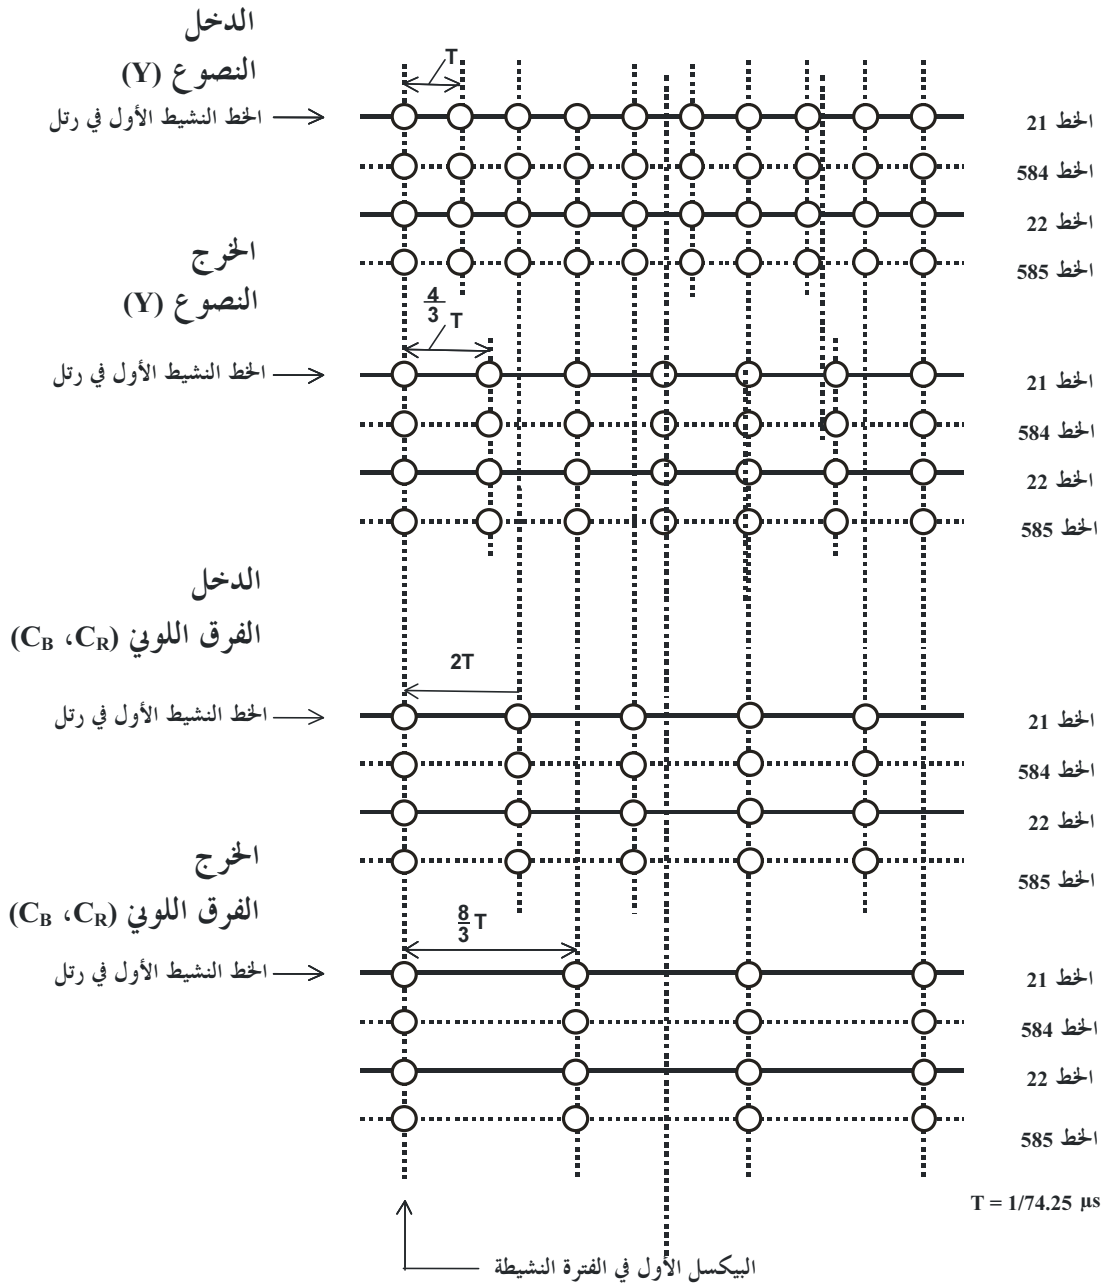 الدخل
النصوع (Y)
T
الخط النشيط الأول في رتل
الخط 21
الخط 584
الخط 22
الخط 585
الخرج
النصوع (Y)
4/3 T
الخط النشيط الأول في رتل
الخط 21
الخط 584
الخط 22
الخط 585
الدخل
الفرق اللوني (CB ،CR)
2T
الخط النشيط الأول في رتل
الخط 21
الخط 584
الخط 22
الخط 585
الخرج
الفرق اللوني (CB ،CR)
8/3 T
الخط النشيط الأول في رتل
الخط 21
الخط 584
الخط 22
الخط 585
T = 1/74.25 μs
البيكسل الأول في الفترة النشيطة